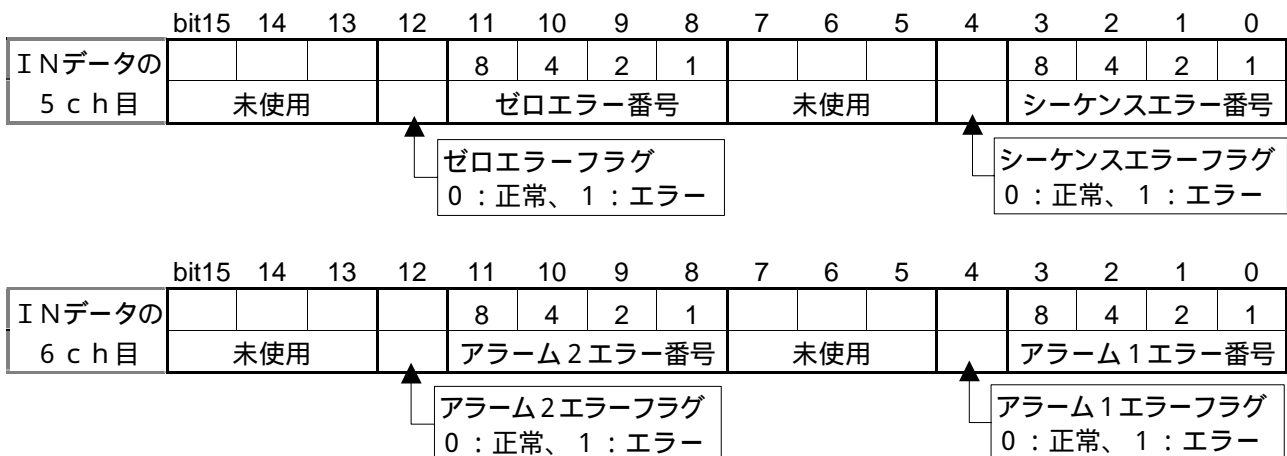 bit15 14 13 12 11 10 9 8 7 6 5 4 3 2 1 0
ＩＮデータの 8 4 2 1 8 4 2 1
５ｃｈ目 未使用 ゼロエラー番号 未使用 シーケンスエラー番号
ゼロエラーフラグ シーケンスエラーフラグ
０：正常、１：エラー ０：正常、１：エラー
bit15 14 13 12 11 10 9 8 7 6 5 4 3 2 1 0
ＩＮデータの 8 4 2 1 8 4 2 1
６ｃｈ目 未使用 アラーム２エラー番号 未使用 アラーム１エラー番号
アラーム２エラーフラグ アラーム１エラーフラグ
０：正常、１：エラー ０：正常、１：エラー